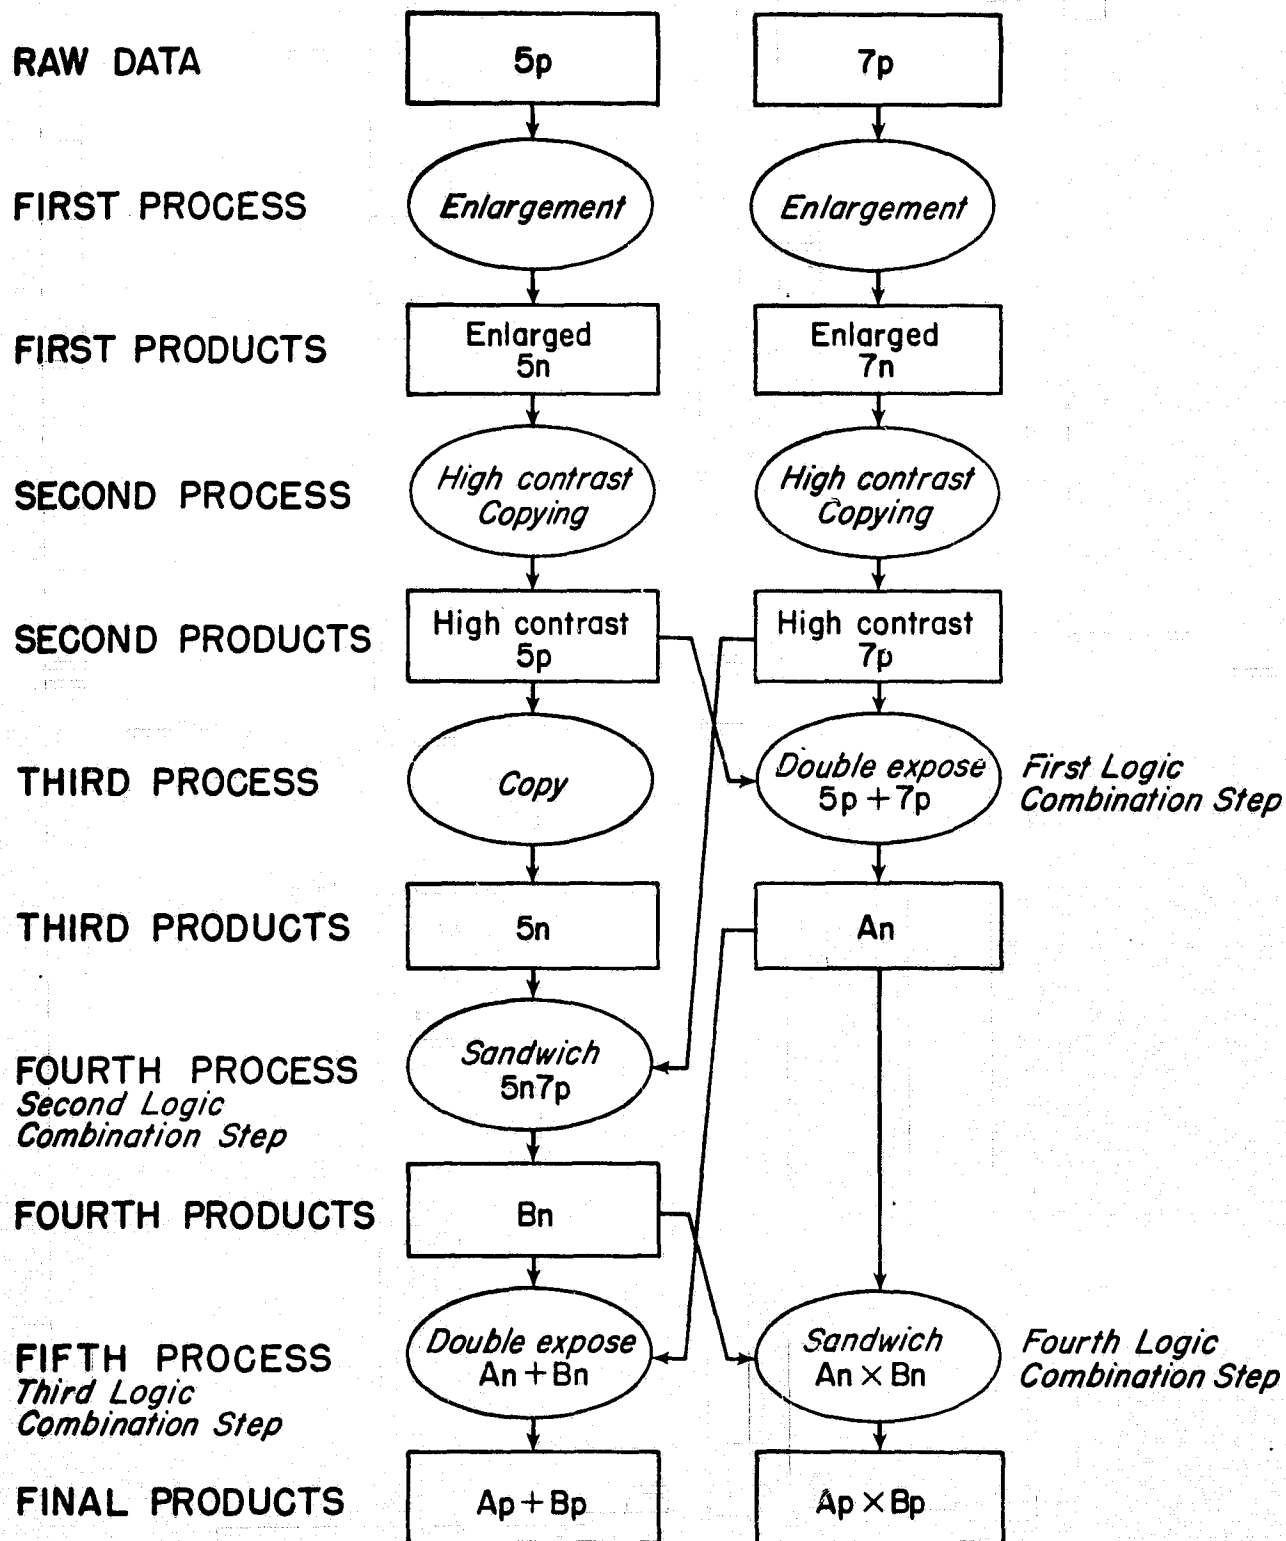 RAW DATA
5p
7p
FIRST PROCESS
Enlargement
Enlargement
FIRST PRODUCTS
Enlarged
5n
Enlarged
7n
SECOND PROCESS
High contrast
Copying
High contrast
Copying
SECOND PRODUCTS
High contrast
5p
High contrast
7p
THIRD PROCESS
Copy
Double expose
5p + 7p
First Logic
Combination Step
THIRD PRODUCTS
5n
An
FOURTH PROCESS
Second Logic
Combination Step
Sandwich
5n7p
FOURTH PRODUCTS
Bn
FIFTH PROCESS
Third Logic
Combination Step
Double expose
An + Bn
Sandwich
An × Bn
Fourth Logic
Combination Step
FINAL PRODUCTS
Ap + Bp
Ap × Bp